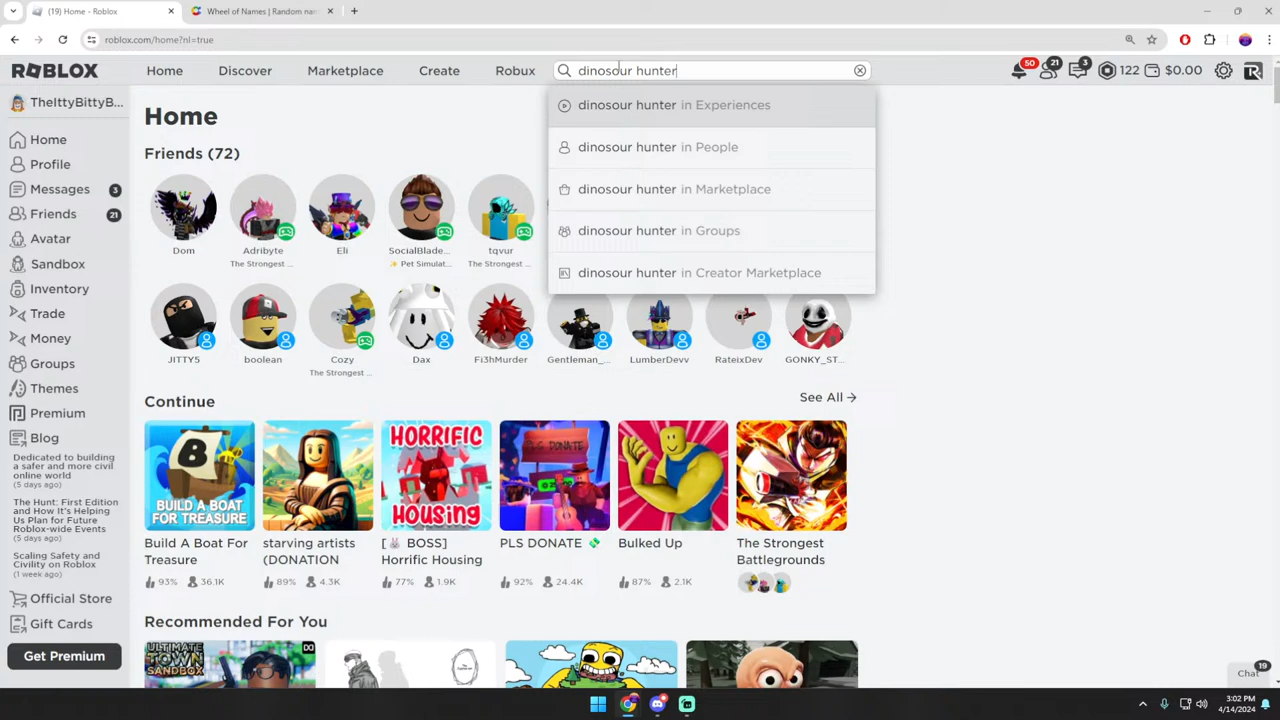 (19) Home - Roblox
Wheel of Names | Random nam
roblox.com/home?nl=true
ROBLOX
Home
Discover
Marketplace
Create
Robux
dinosour hunter
50
21
3
122
$0.00
dinosour hunter in Experiences
dinosour hunter in People
dinosour hunter in Marketplace
dinosour hunter in Groups
dinosour hunter in Creator Marketplace
TheIttyBittyB...
Home
Profile
Messages 3
Friends 21
Avatar
Sandbox
Inventory
Trade
Money
Groups
Themes
Premium
Blog
Dedicated to building
a safer and more civil
online world
(5 days ago)
The Hunt: First Edition
and How It's Helping
Us Plan for Future
Roblox-wide Events
(5 days ago)
Scaling Safety and
Civility on Roblox
(1 week ago)
Official Store
Gift Cards
Get Premium
Home
Friends (72)
Dom
Adribyte
The Strongest ...
Eli
SocialBlade...
✨ Pet Simulat...
tqvur
The Strongest ...
JITTY5
boolean
Cozy
The Strongest ...
Dax
Fi3hMurder
Gentleman_...
LumberDevv
RateixDev
GONKY_ST...
Continue
See All →
B
BUILD A BOAT
FOR TREASURE
Build A Boat For
Treasure
93% 36.1K
starving artists
(DONATION
89% 4.3K
HORRIFIC
HOUSING
[🐰 BOSS]
Horrific Housing
77% 1.9K
PLS DONATE 💸
92% 24.4K
Bulked Up
87% 2.1K
The Strongest
Battlegrounds
Recommended For You
ULTIMATE
TOWN
SANDBOX
Chat
19
3:02 PM
4/14/2024